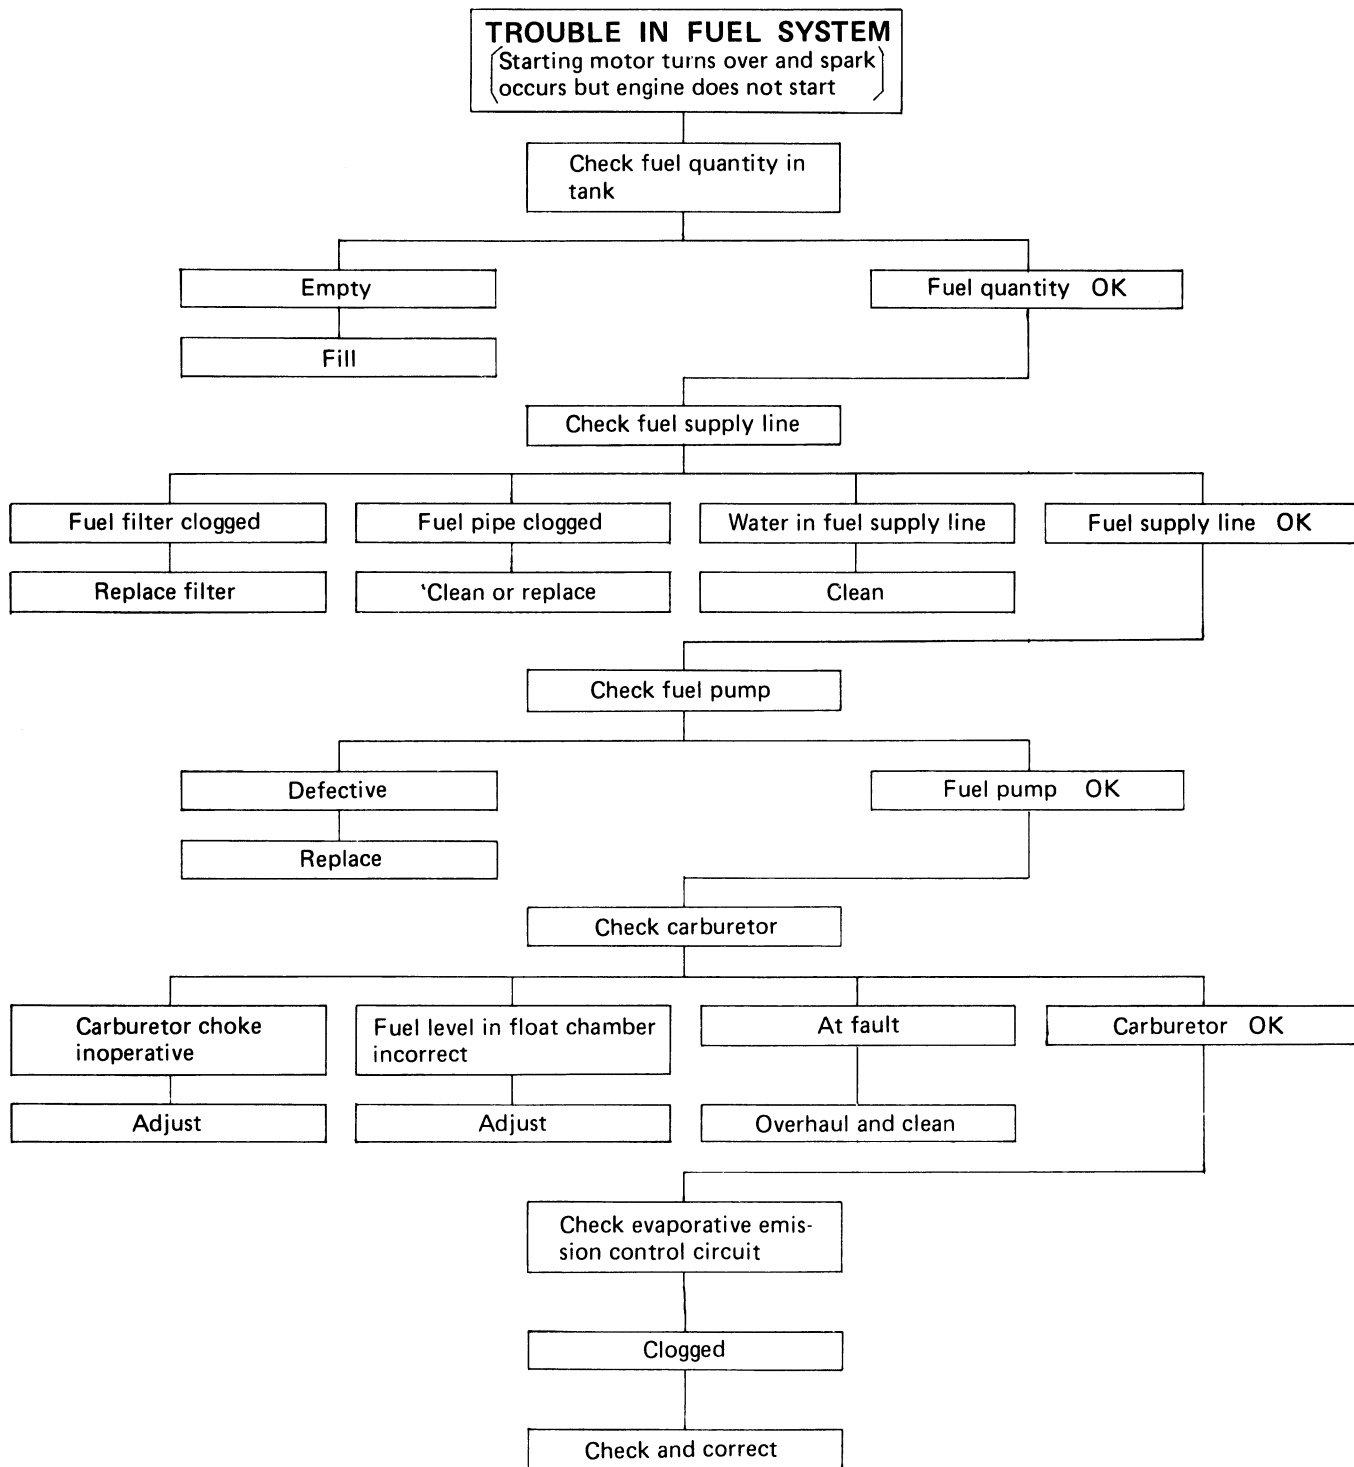 TROUBLE IN FUEL SYSTEM
(Starting motor turns over and spark
occurs but engine does not start)
Check fuel quantity in
tank
Empty
Fuel quantity OK
Fill
Check fuel supply line
Fuel filter clogged
Fuel pipe clogged
Water in fuel supply line
Fuel supply line OK
Replace filter
Clean or replace
Clean
Check fuel pump
Defective
Fuel pump OK
Replace
Check carburetor
Carburetor choke
inoperative
Fuel level in float chamber
incorrect
At fault
Carburetor OK
Adjust
Adjust
Overhaul and clean
Check evaporative emis-
sion control circuit
Clogged
Check and correct